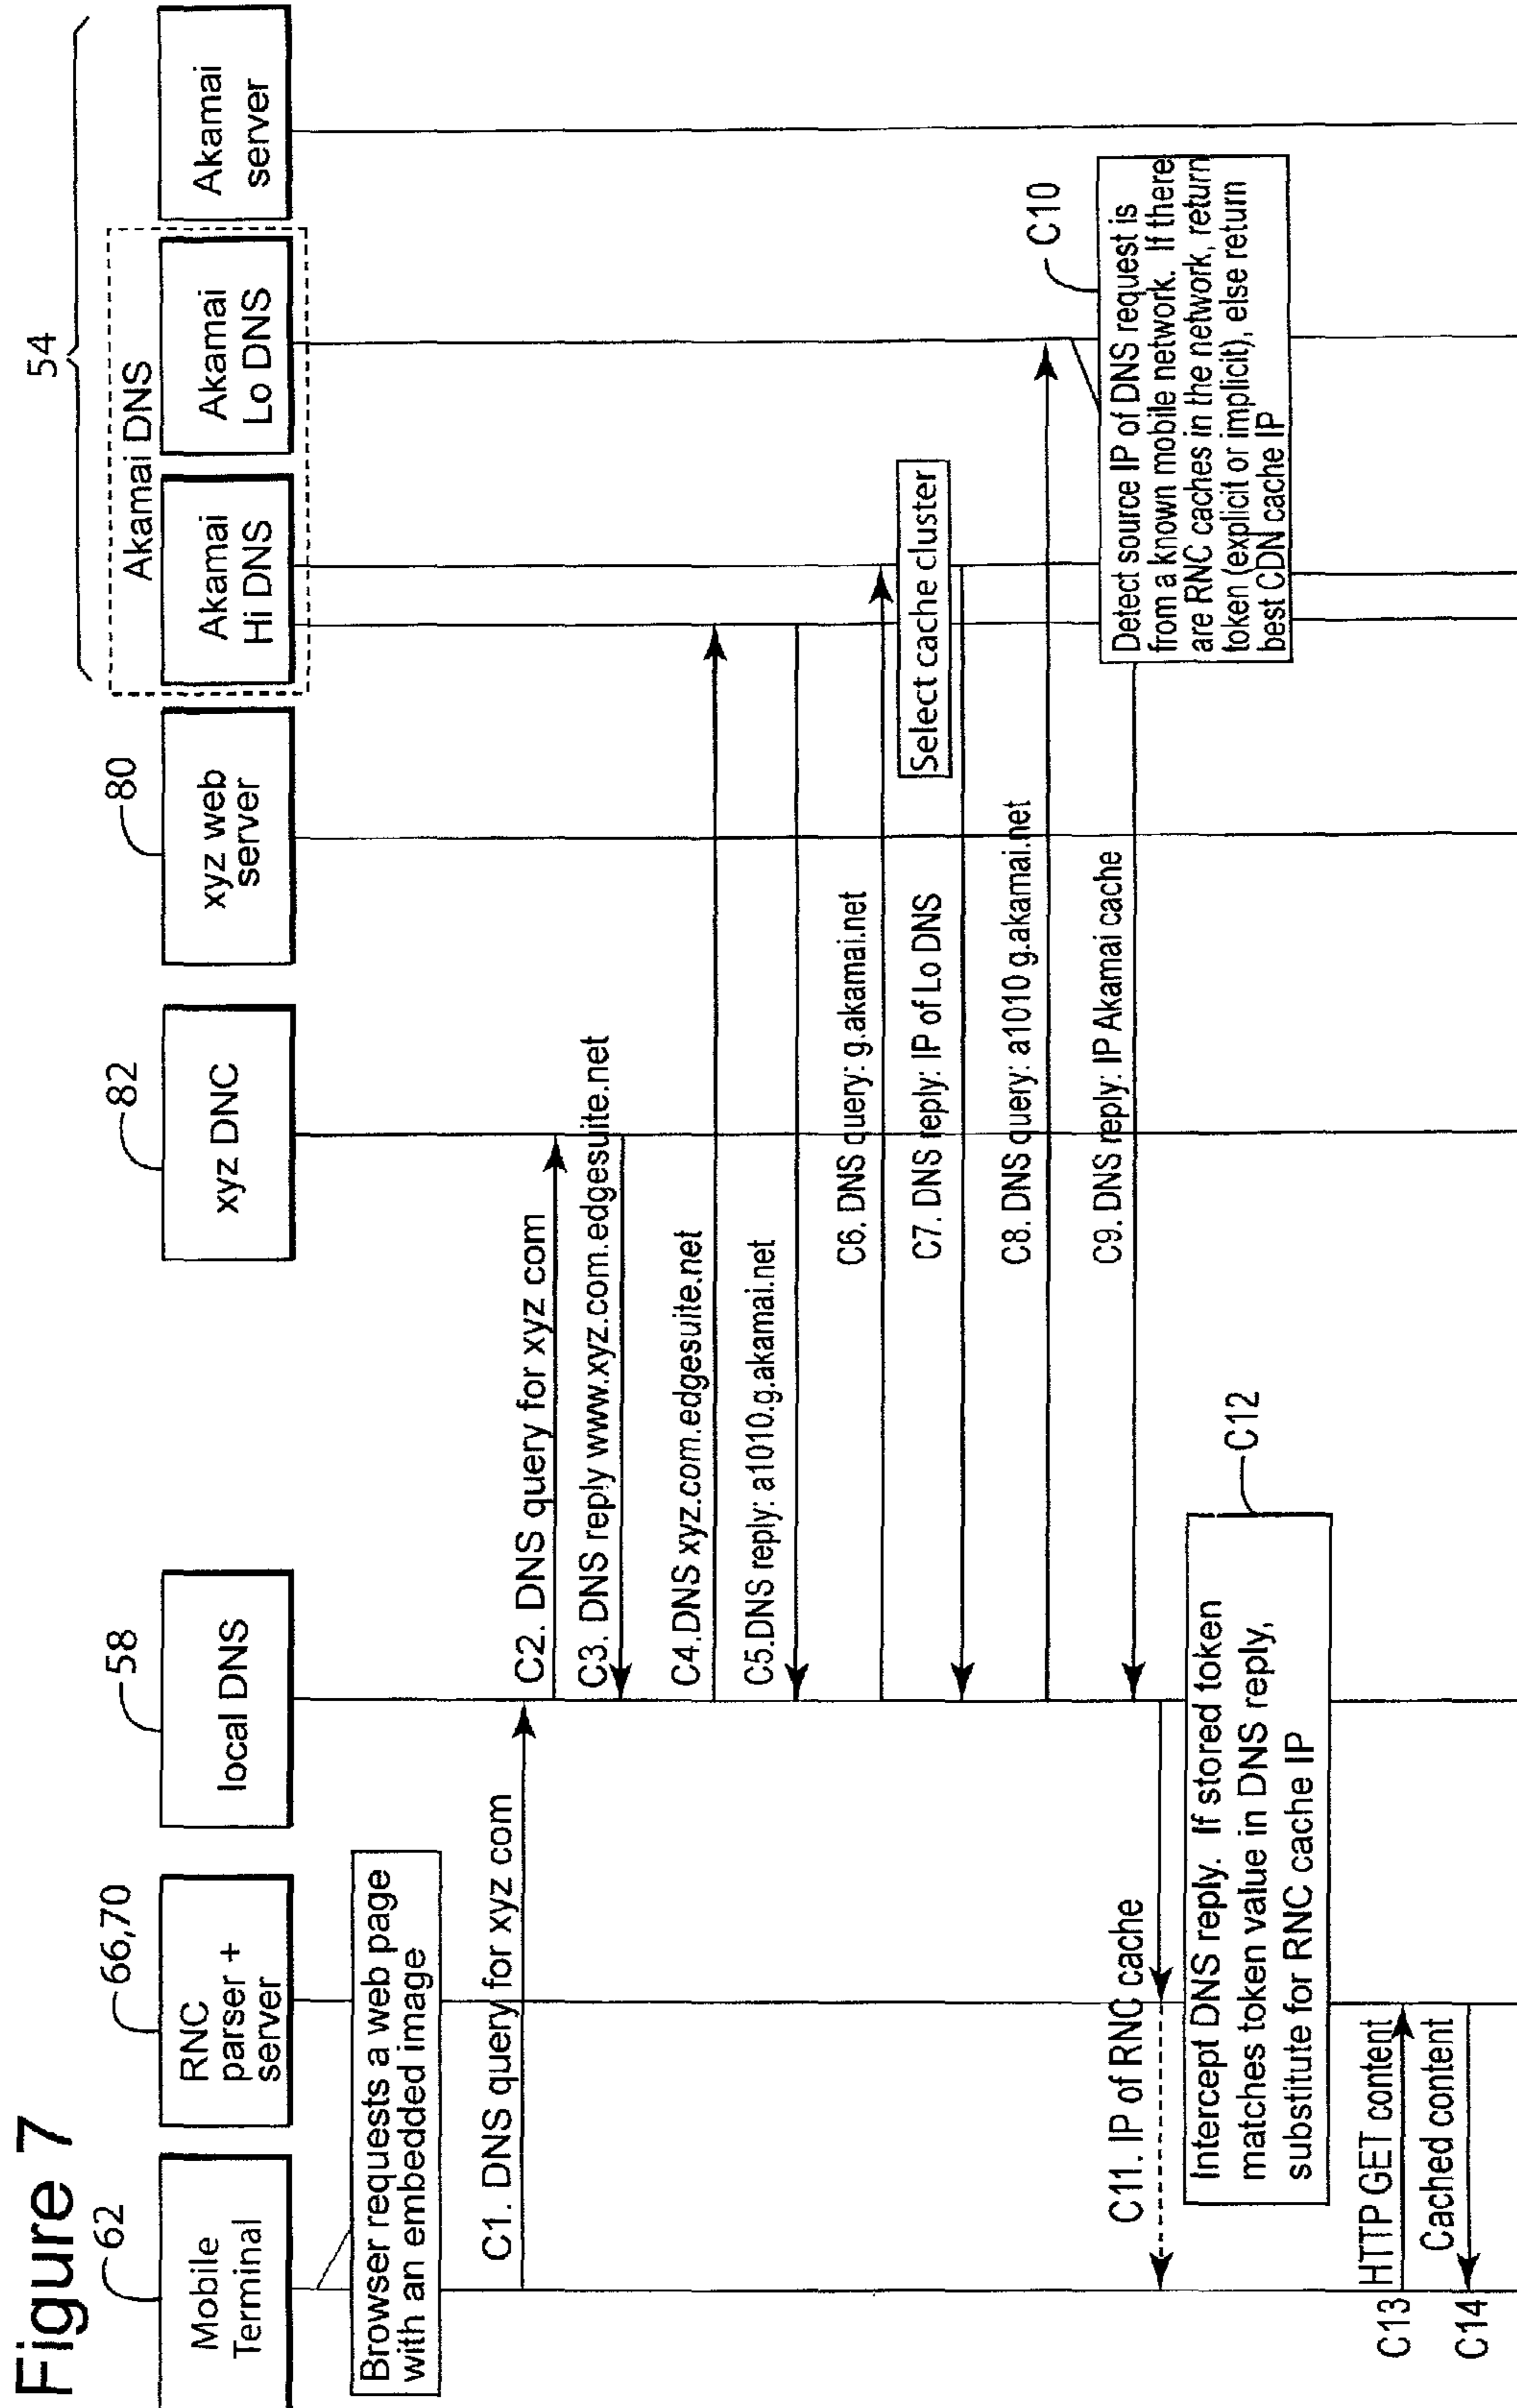 Figure 7
54
62
66,70
58
82
80
Akamai DNS
Mobile
Terminal
RNC
parser +
server
local DNS
xyz DNC
xyz web
server
Akamai
Hi DNS
Akamai
Lo DNS
Akamai
server
Browser requests a web page
with an embedded image
C1. DNS query for xyz com
C2. DNS query for xyz com
C3. DNS reply www.xyz.com.edgesuite.net
C4.DNS xyz.com.edgesuite.net
C5.DNS reply: a1010.g.akamai.net
C6. DNS query: g.akamai.net
Select cache cluster
C7. DNS reply: IP of Lo DNS
C8. DNS query: a1010 g.akamai.net
C10
Detect source IP of DNS request is
from a known mobile network. If there
are RNC caches in the network, return
token (explicit or implicit), else return
best CDN cache IP
C9. DNS reply: IP Akamai cache
C11. IP of RNC cache
C12
Intercept DNS reply. If stored token
matches token value in DNS reply,
substitute for RNC cache IP
C13 HTTP GET content
C14 Cached content